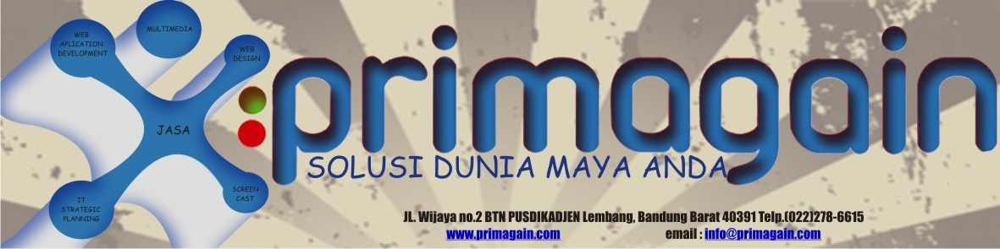 WEB
APLICATION
DEVELOPMENT
MULTIMEDIA
WEB
DESIGN
JASA
IT
STRATEGIC
PLANNING
SCREEN
CAST
:primagain
SOLUSI DUNIA MAYA ANDA
JL. Wijaya no.2 BTN PUSDIKADJEN Lembang, Bandung Barat 40391 Telp.(022)278-6615
www.primagain.com email : info@primagain.com